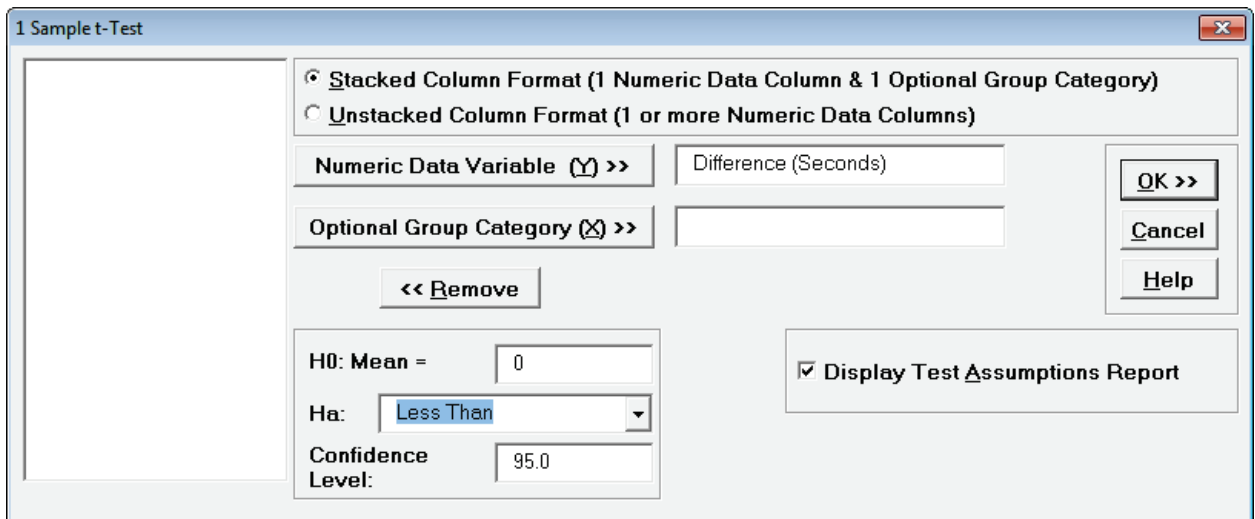 1 Sample t-Test
Stacked Column Format (1 Numeric Data Column & 1 Optional Group Category)
Unstacked Column Format (1 or more Numeric Data Columns)
Numeric Data Variable (Y) >>
Difference (Seconds)
OK >>
Optional Group Category (X) >>
Cancel
<< Remove
Help
H0: Mean =
0
Display Test Assumptions Report
Ha:
Less Than
Confidence
Level:
95.0